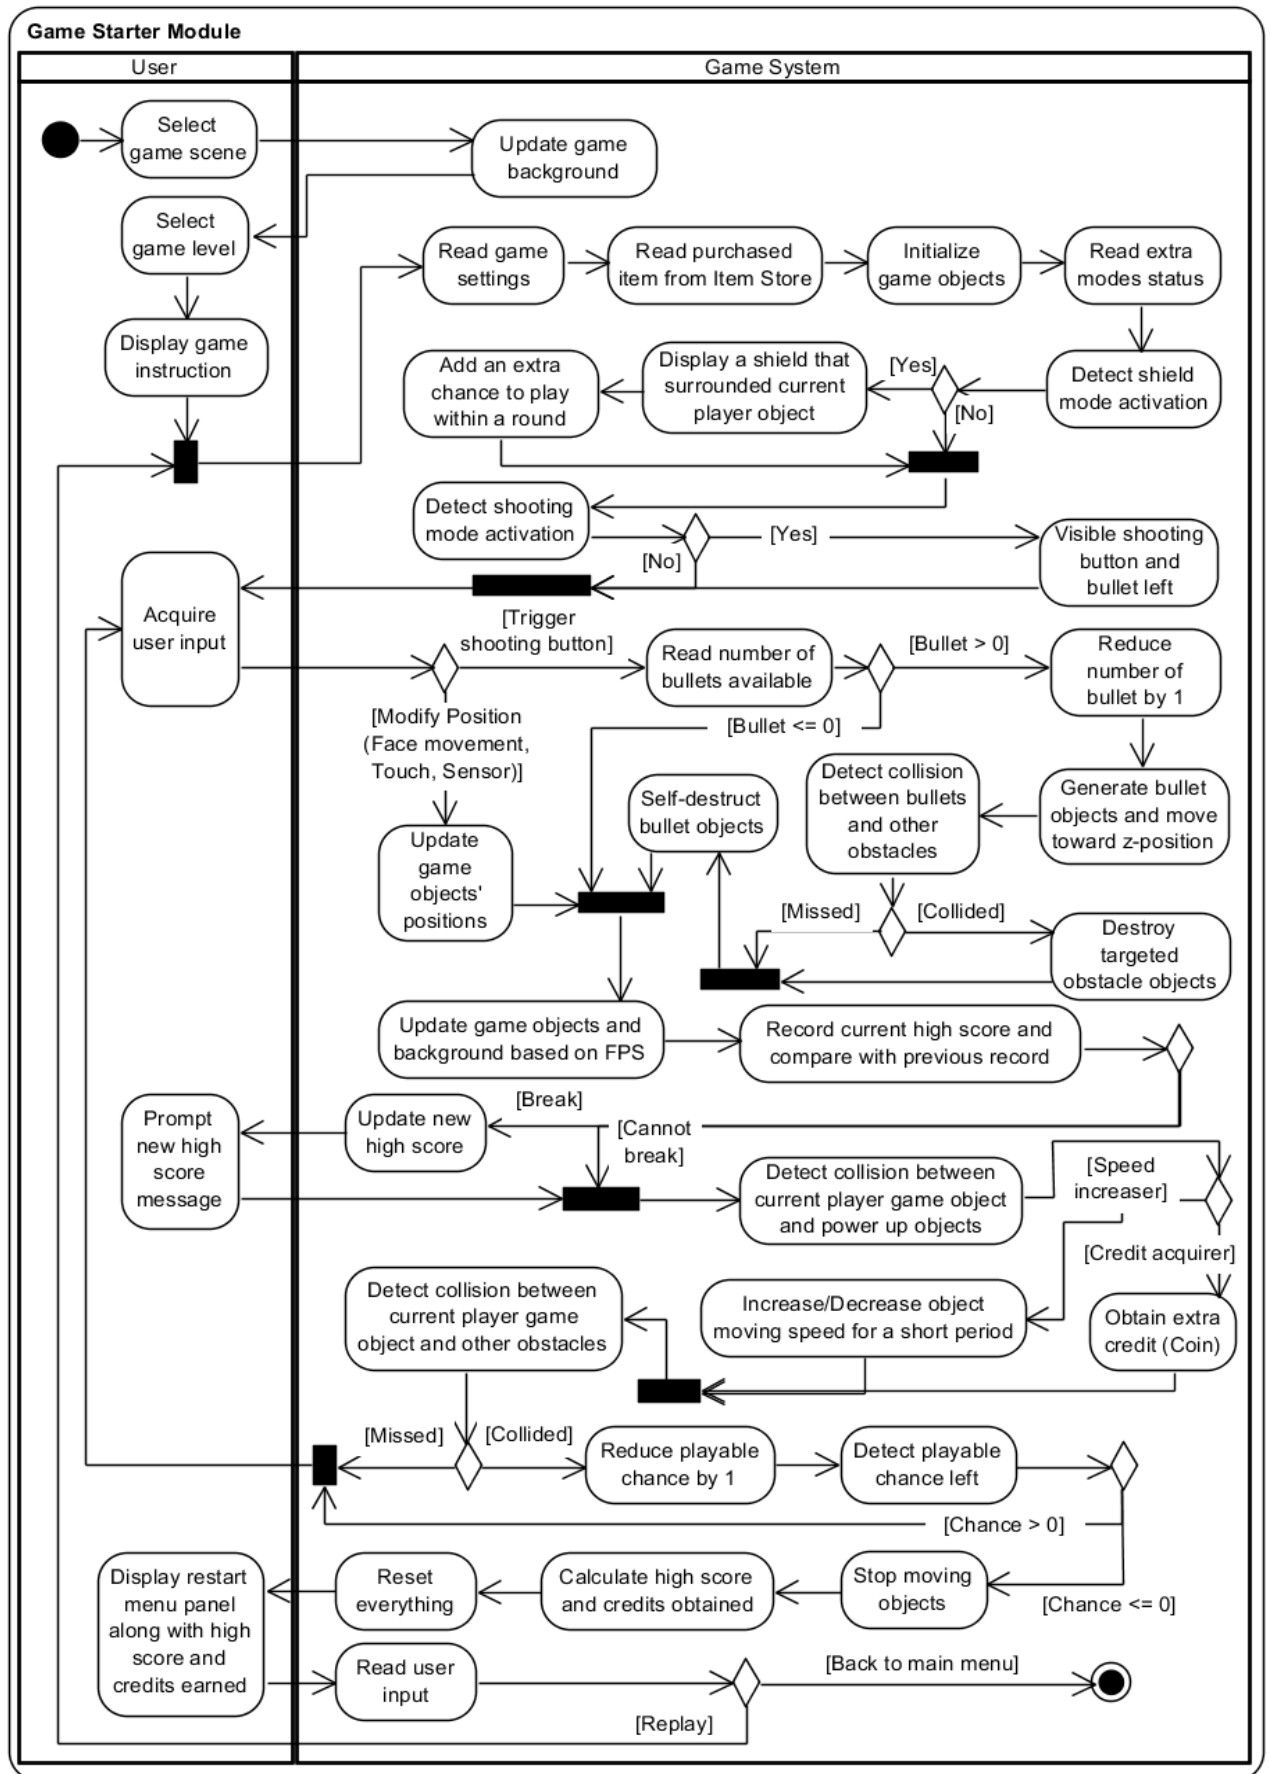 Game Starter Module
User
Game System
Select
game scene
Update game
background
Select
game level
Read game
settings
Read purchased
item from Item Store
Initialize
game objects
Read extra
modes status
Display game
instruction
Add an extra
chance to play
within a round
Display a shield that
surrounded current
player object
[Yes]
[No]
Detect shield
mode activation
Detect shooting
mode activation
[Yes]
[No]
Visible shooting
button and
bullet left
Acquire
user input
[Trigger
shooting button]
Read number of
bullets available
[Bullet > 0]
Reduce
number of
bullet by 1
[Modify Position
(Face movement,
Touch, Sensor)]
[Bullet <= 0]
Self-destruct
bullet objects
Detect collision
between bullets
and other
obstacles
Generate bullet
objects and move
toward z-position
Update
game
objects'
positions
[Missed]
[Collided]
Destroy
targeted
obstacle objects
Update game objects and
background based on FPS
Record current high score and
compare with previous record
Prompt
new high
score
message
Update new
high score
[Break]
[Cannot
break]
Detect collision between
current player game object
and power up objects
[Speed
increaser]
[Credit acquirer]
Detect collision between
current player game
object and other obstacles
Increase/Decrease object
moving speed for a short period
Obtain extra
credit (Coin)
[Missed]
[Collided]
Reduce playable
chance by 1
Detect playable
chance left
[Chance > 0]
Display restart
menu panel
along with high
score and
credits earned
Reset
everything
Calculate high score
and credits obtained
Stop moving
objects
[Chance <= 0]
Read user
input
[Back to main menu]
[Replay]